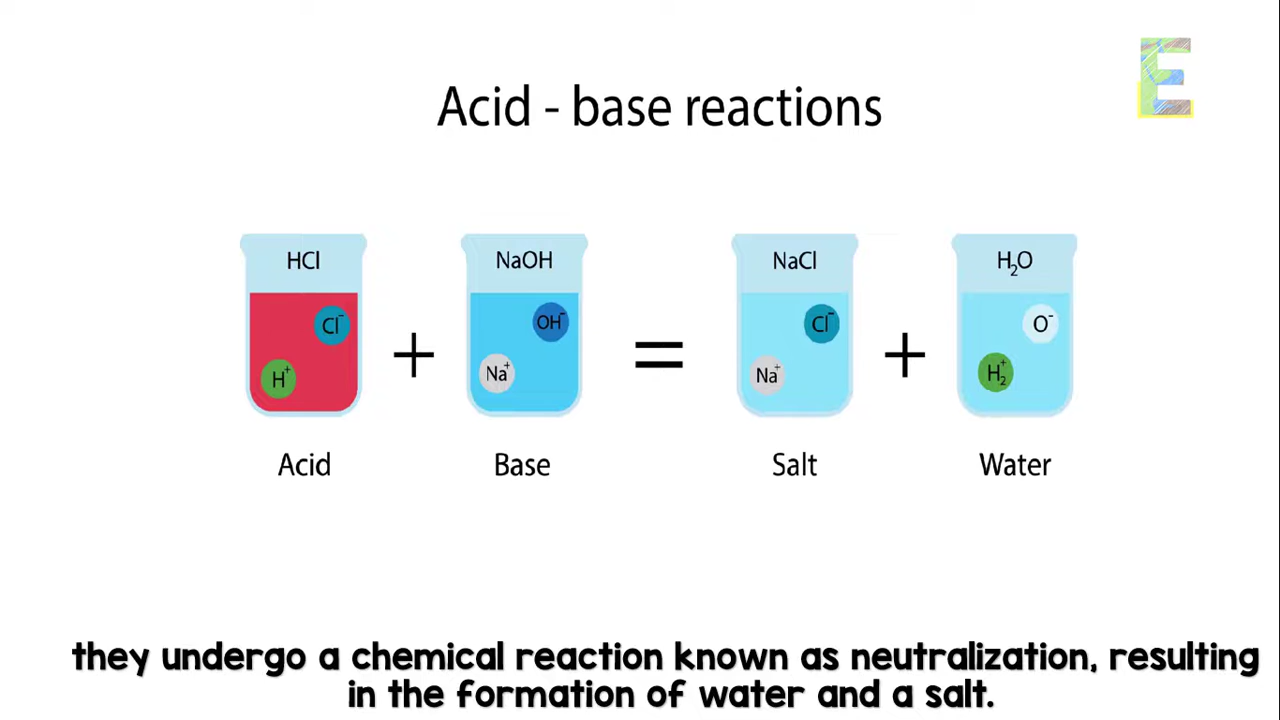 E
Acid - base reactions
HCl
NaOH
NaCl
H₂O
Cl⁻
OH⁻
Cl⁻
O⁻
H⁺
Na⁺
Na⁺
H₂⁺
+
=
+
Acid
Base
Salt
Water
they undergo a chemical reaction known as neutralization, resulting
in the formation of water and a salt.